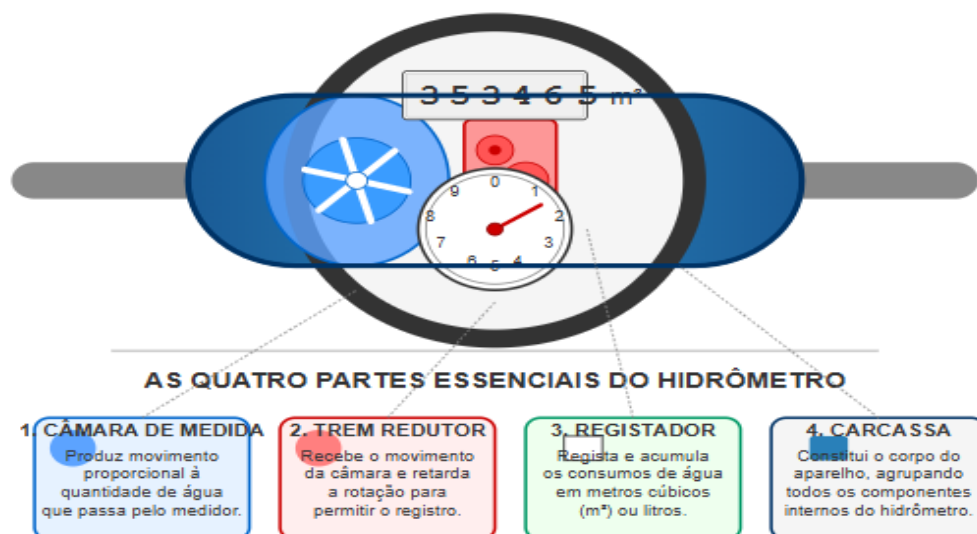 353465 m³
0
1
2
3
4
5
6
7
8
9
AS QUATRO PARTES ESSENCIAIS DO HIDRÔMETRO
1. CÂMARA DE MEDIDA
Produz movimento
proporcional à
quantidade de água
que passa pelo medidor.
2. TREM REDUTOR
Recebe o movimento
da câmara e retarda
a rotação para
permitir o registro.
3. REGISTADOR
Regista e acumula
os consumos de água
em metros cúbicos
(m³) ou litros.
4. CARCASSA
Constitui o corpo do
aparelho, agrupando
todos os componentes
internos do hidrômetro.